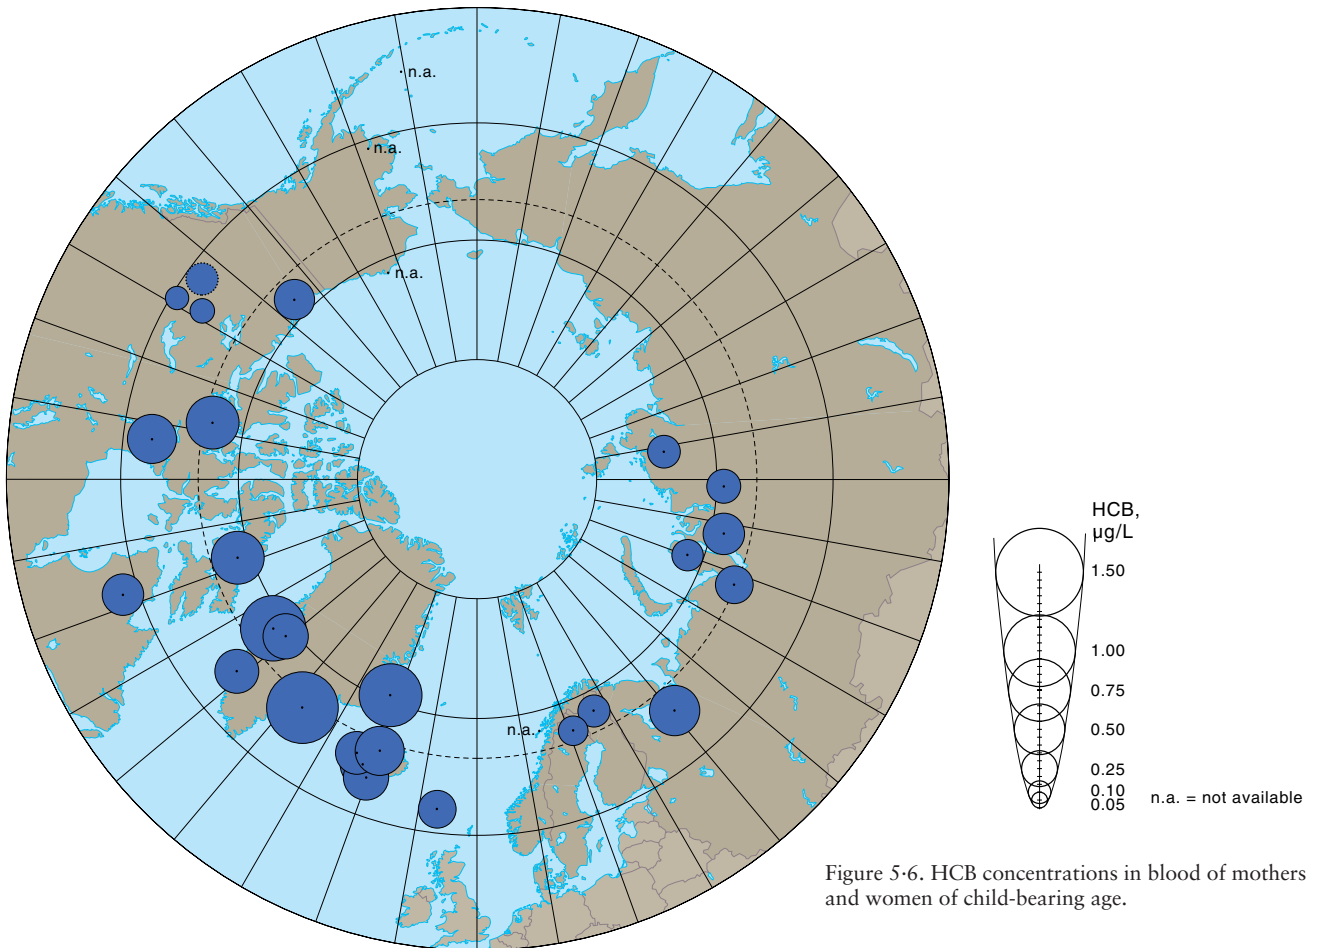 n.a.
n.a.
n.a.
n.a.
HCB,
µg/L
1.50
1.00
0.75
0.50
0.25
0.10
0.05
n.a. = not available
Figure 5·6. HCB concentrations in blood of mothers
and women of child-bearing age.